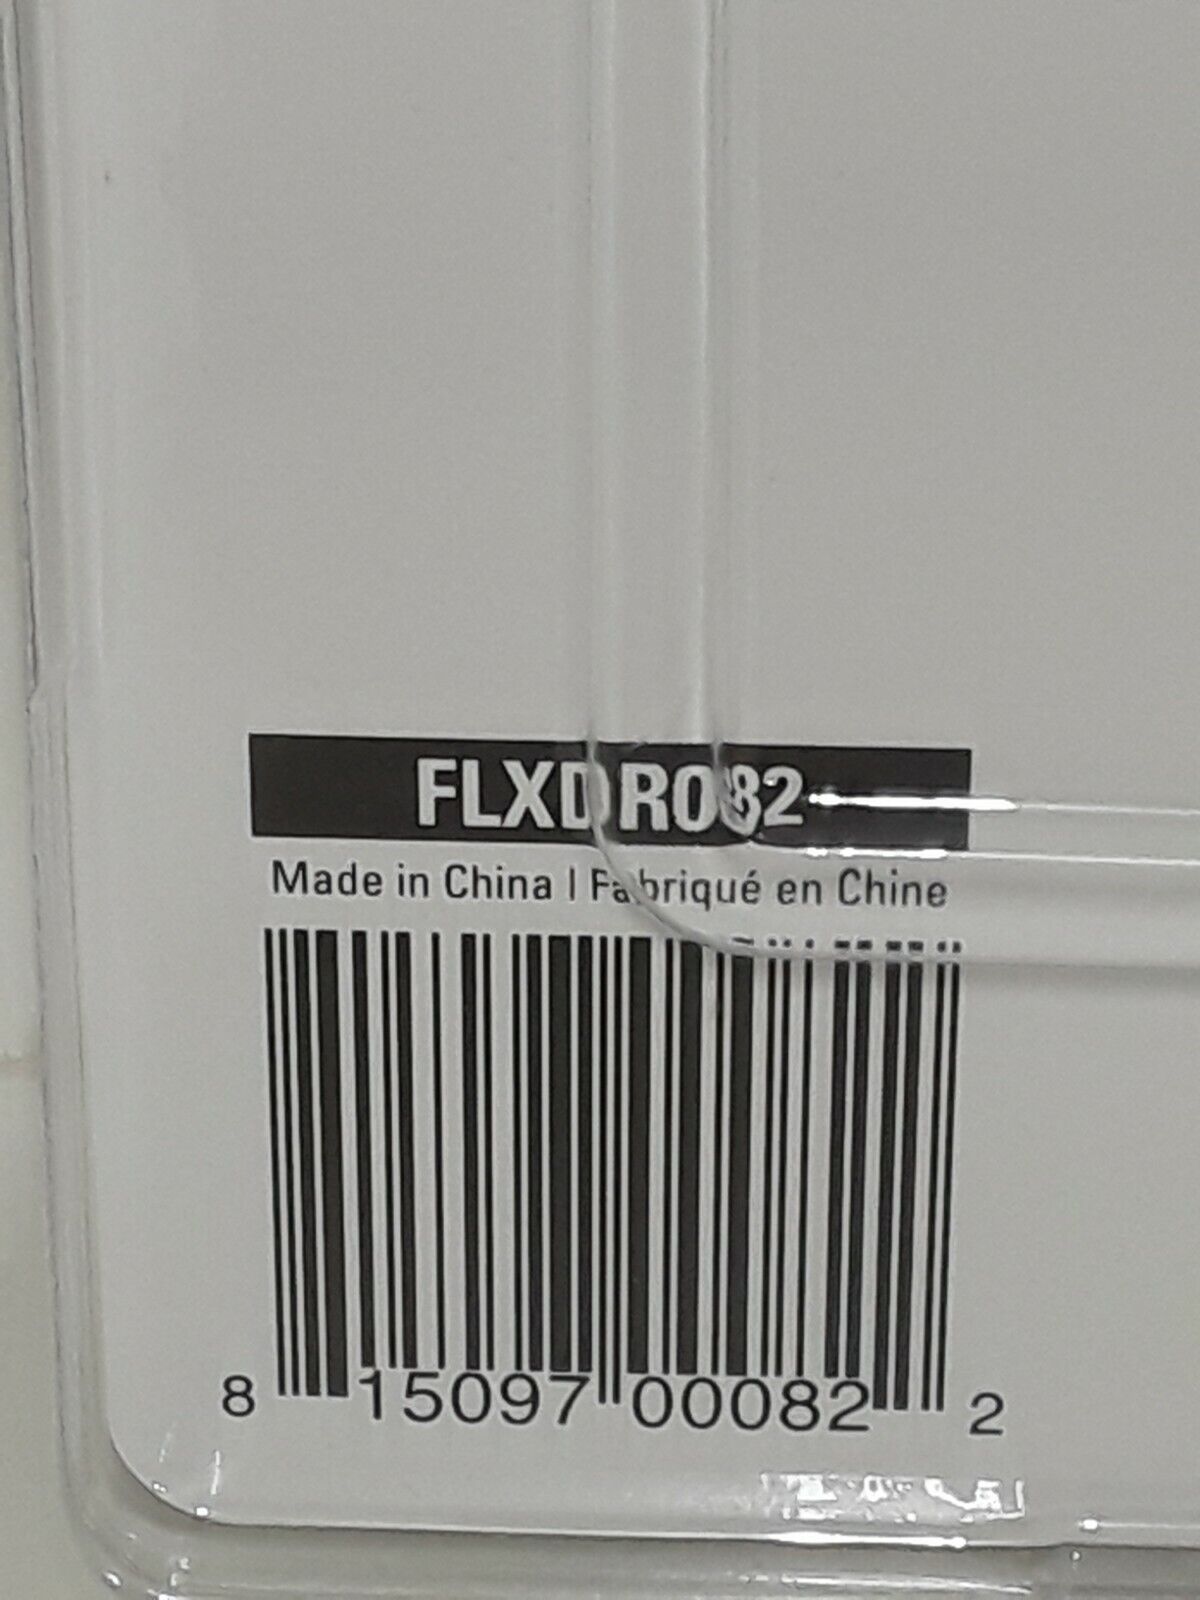 FLXDR082
Made in China | Fabriqué en Chine
8 15097 00082 2